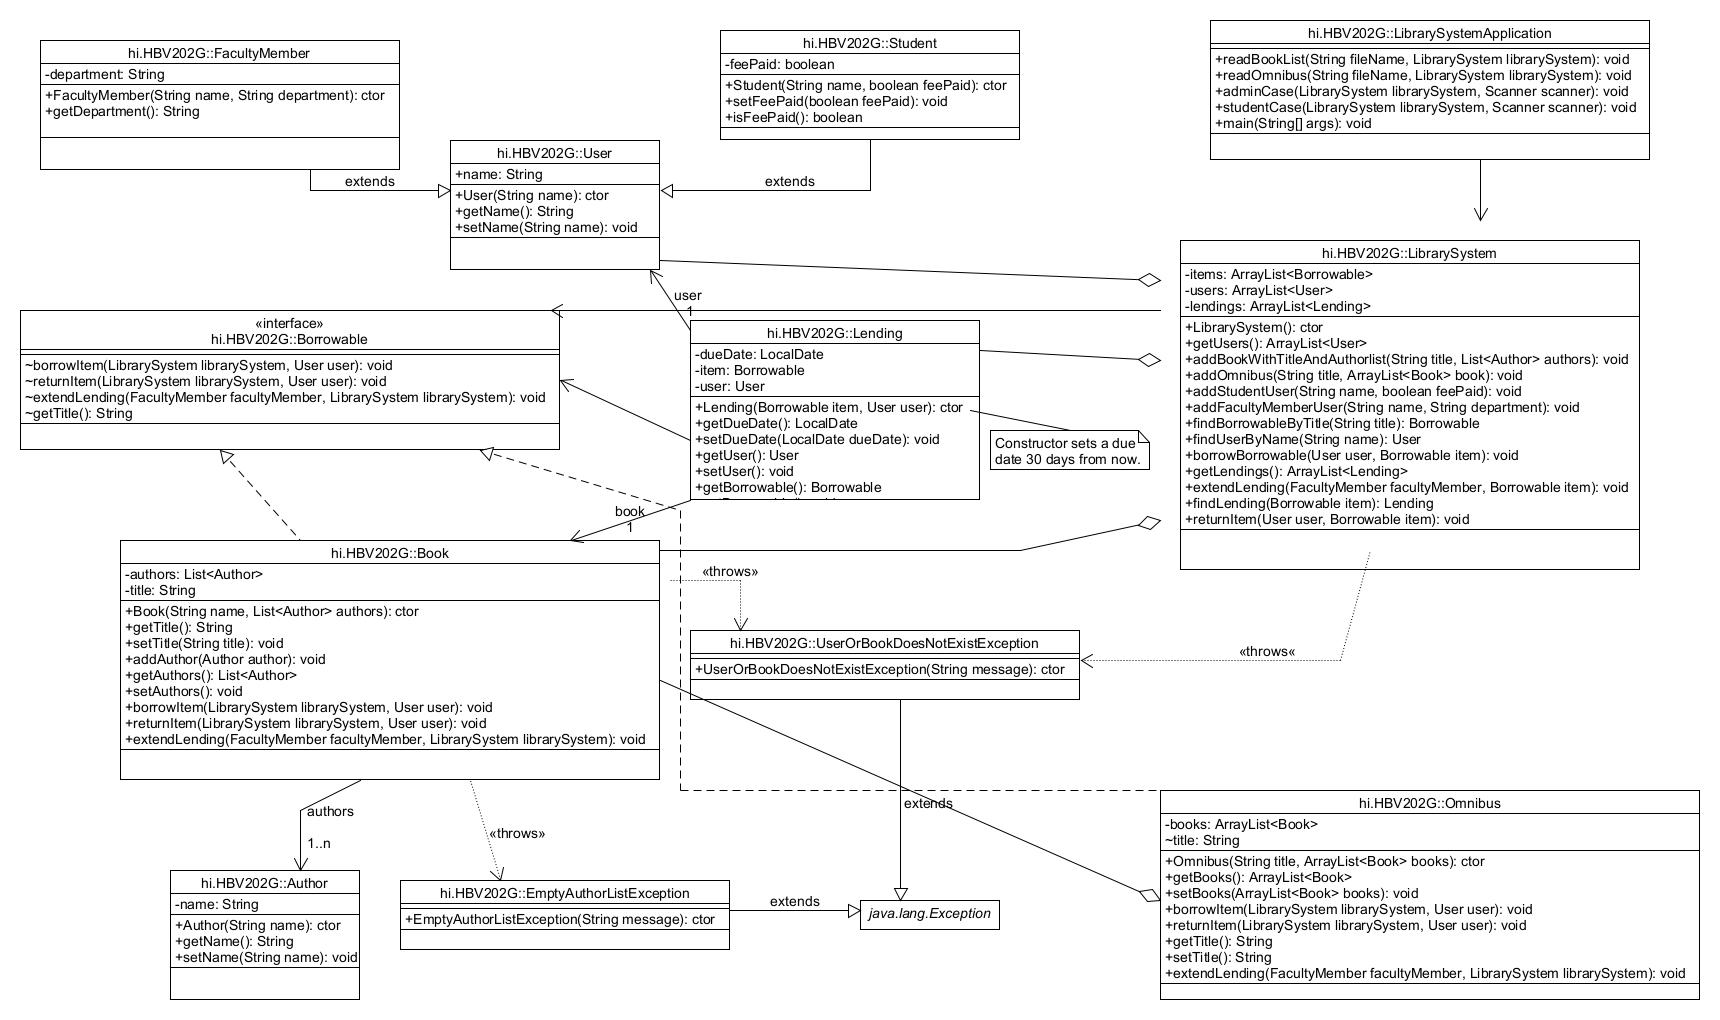 hi.HBV202G::FacultyMember
-department: String
+FacultyMember(String name, String department): ctor
+getDepartment(): String
hi.HBV202G::Student
-feePaid: boolean
+Student(String name, boolean feePaid): ctor
+setFeePaid(boolean feePaid): void
+isFeePaid(): boolean
hi.HBV202G::LibrarySystemApplication
+readBookList(String fileName, LibrarySystem librarySystem): void
+readOmnibus(String fileName, LibrarySystem librarySystem): void
+adminCase(LibrarySystem librarySystem, Scanner scanner): void
+studentCase(LibrarySystem librarySystem, Scanner scanner): void
+main(String[] args): void
hi.HBV202G::User
+name: String
+User(String name): ctor
+getName(): String
+setName(String name): void
extends
extends
user
1
hi.HBV202G::LibrarySystem
-items: ArrayList<Borrowable>
-users: ArrayList<User>
-lendings: ArrayList<Lending>
+LibrarySystem(): ctor
+getUsers(): ArrayList<User>
+addBookWithTitleAndAuthorlist(String title, List<Author> authors): void
+addOmnibus(String title, ArrayList<Book> book): void
+addStudentUser(String name, boolean feePaid): void
+addFacultyMemberUser(String name, String department): void
+findBorrowableByTitle(String title): Borrowable
+findUserByName(String name): User
+borrowBorrowable(User user, Borrowable item): void
+getLendings(): ArrayList<Lending>
+extendLending(FacultyMember facultyMember, Borrowable item): void
+findLending(Borrowable item): Lending
+returnItem(User user, Borrowable item): void
«interface»
hi.HBV202G::Borrowable
~borrowItem(LibrarySystem librarySystem, User user): void
~returnItem(LibrarySystem librarySystem, User user): void
~extendLending(FacultyMember facultyMember, LibrarySystem librarySystem): void
~getTitle(): String
hi.HBV202G::Lending
-dueDate: LocalDate
-item: Borrowable
-user: User
+Lending(Borrowable item, User user): ctor
+getDueDate(): LocalDate
+setDueDate(LocalDate dueDate): void
+getUser(): User
+setUser(): void
+getBorrowable(): Borrowable
Constructor sets a due
date 30 days from now.
book
1
hi.HBV202G::Book
-authors: List<Author>
-title: String
+Book(String name, List<Author> authors): ctor
+getTitle(): String
+setTitle(String title): void
+addAuthor(Author author): void
+getAuthors(): List<Author>
+setAuthors(): void
+borrowItem(LibrarySystem librarySystem, User user): void
+returnItem(LibrarySystem librarySystem, User user): void
+extendLending(FacultyMember facultyMember, LibrarySystem librarySystem): void
«throws»
hi.HBV202G::UserOrBookDoesNotExistException
+UserOrBookDoesNotExistException(String message): ctor
«throws«
authors
1..n
«throws»
extends
hi.HBV202G::Author
-name: String
+Author(String name): ctor
+getName(): String
+setName(String name): void
hi.HBV202G::EmptyAuthorListException
+EmptyAuthorListException(String message): ctor
extends
java.lang.Exception
hi.HBV202G::Omnibus
-books: ArrayList<Book>
~title: String
+Omnibus(String title, ArrayList<Book> books): ctor
+getBooks(): ArrayList<Book>
+setBooks(ArrayList<Book> books): void
+borrowItem(LibrarySystem librarySystem, User user): void
+returnItem(LibrarySystem librarySystem, User user): void
+getTitle(): String
+setTitle(): String
+extendLending(FacultyMember facultyMember, LibrarySystem librarySystem): void